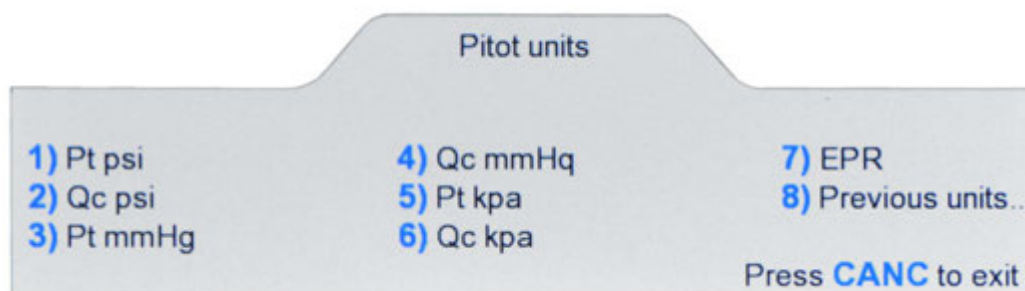 Pitot units
1) Pt psi
2) Qc psi
3) Pt mmHg
4) Qc mmHq
5) Pt kpa
6) Qc kpa
7) EPR
8) Previous units..
Press CANC to exit